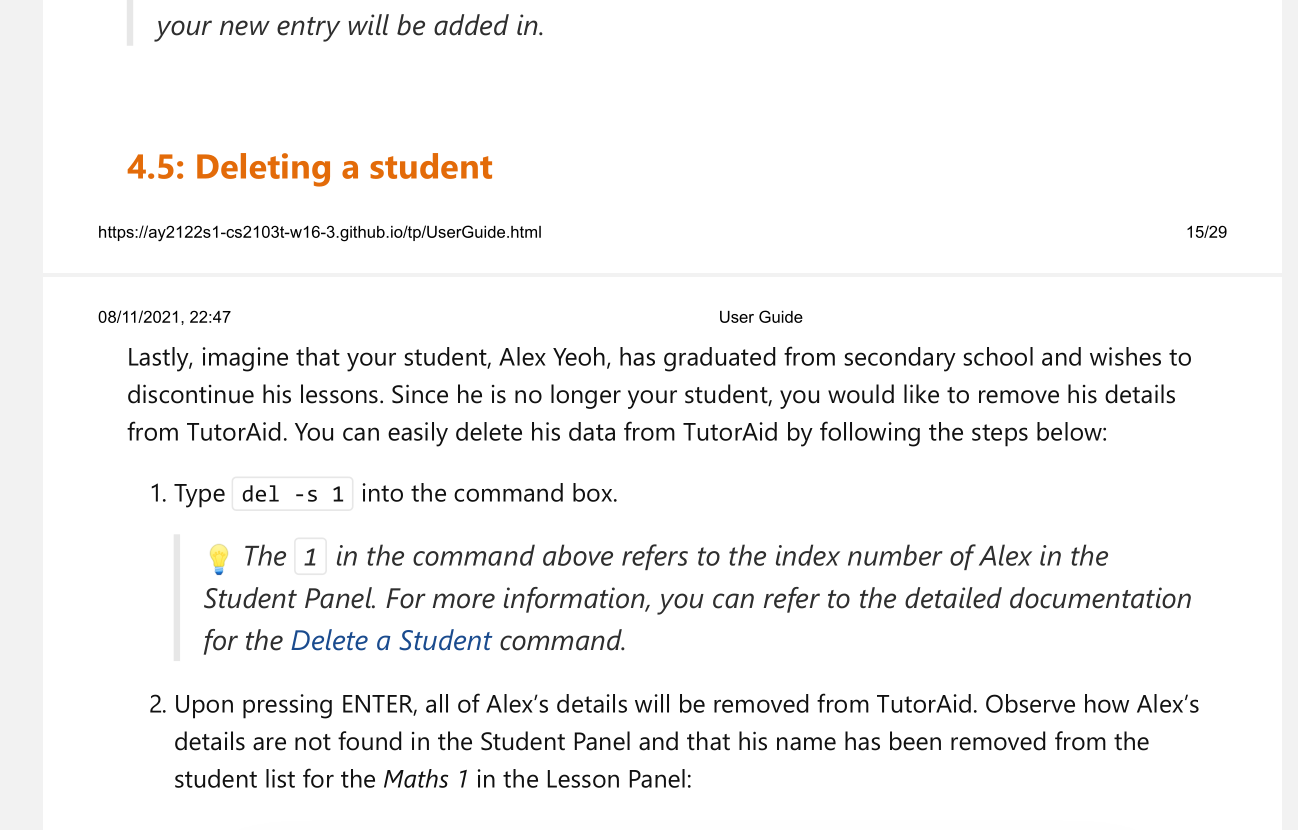 your new entry will be added in.
4.5: Deleting a student
https://ay2122s1-cs2103t-w16-3.github.io/tp/UserGuide.html 15/29
08/11/2021, 22:47 User Guide
Lastly, imagine that your student, Alex Yeoh, has graduated from secondary school and wishes to
discontinue his lessons. Since he is no longer your student, you would like to remove his details
from TutorAid. You can easily delete his data from TutorAid by following the steps below:
1. Type del -s 1 into the command box.
💡 The 1 in the command above refers to the index number of Alex in the
Student Panel. For more information, you can refer to the detailed documentation
for the Delete a Student command.
2. Upon pressing ENTER, all of Alex’s details will be removed from TutorAid. Observe how Alex’s
details are not found in the Student Panel and that his name has been removed from the
student list for the Maths 1 in the Lesson Panel: